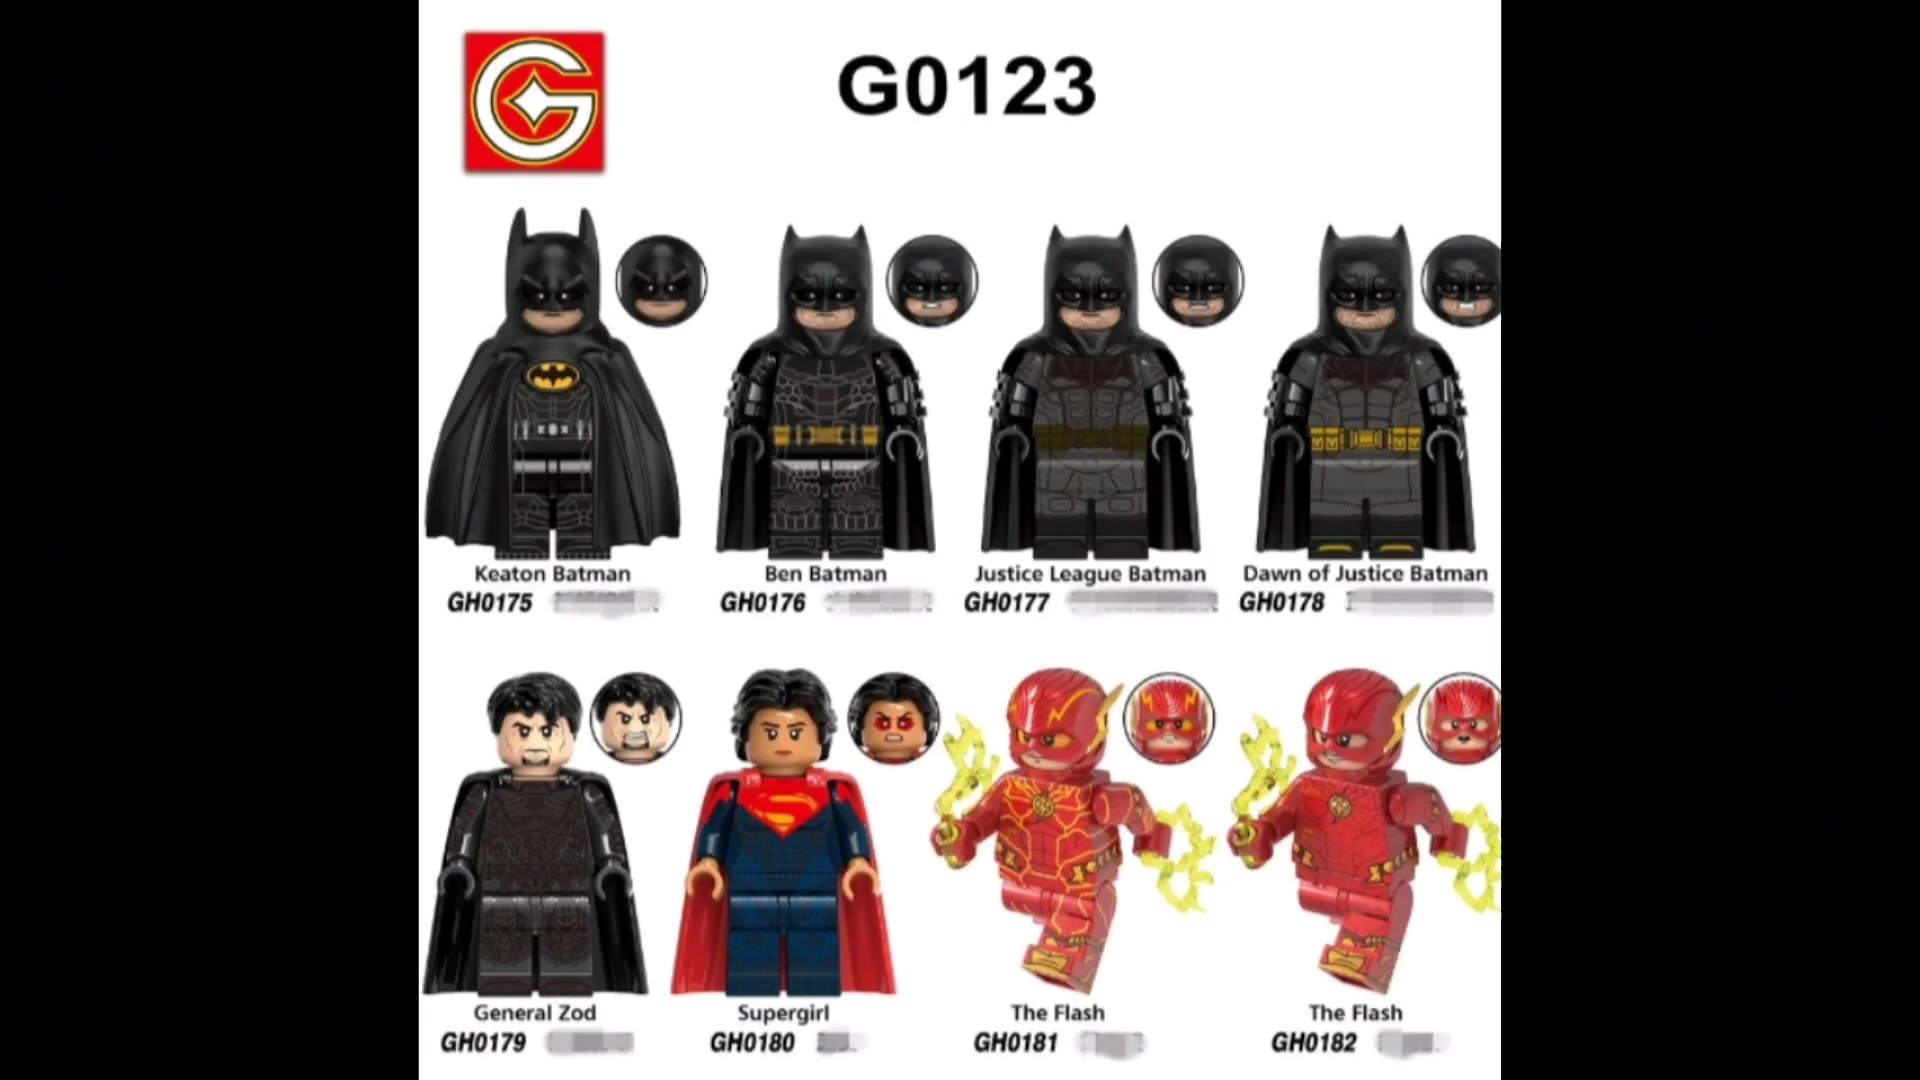 G0123
Keaton Batman
Ben Batman
Justice League Batman
Dawn of Justice Batman
GH0175
GH0176
GH0177
GH0178
General Zod
Supergirl
The Flash
The Flash
GH0179
GH0180
GH0181
GH0182